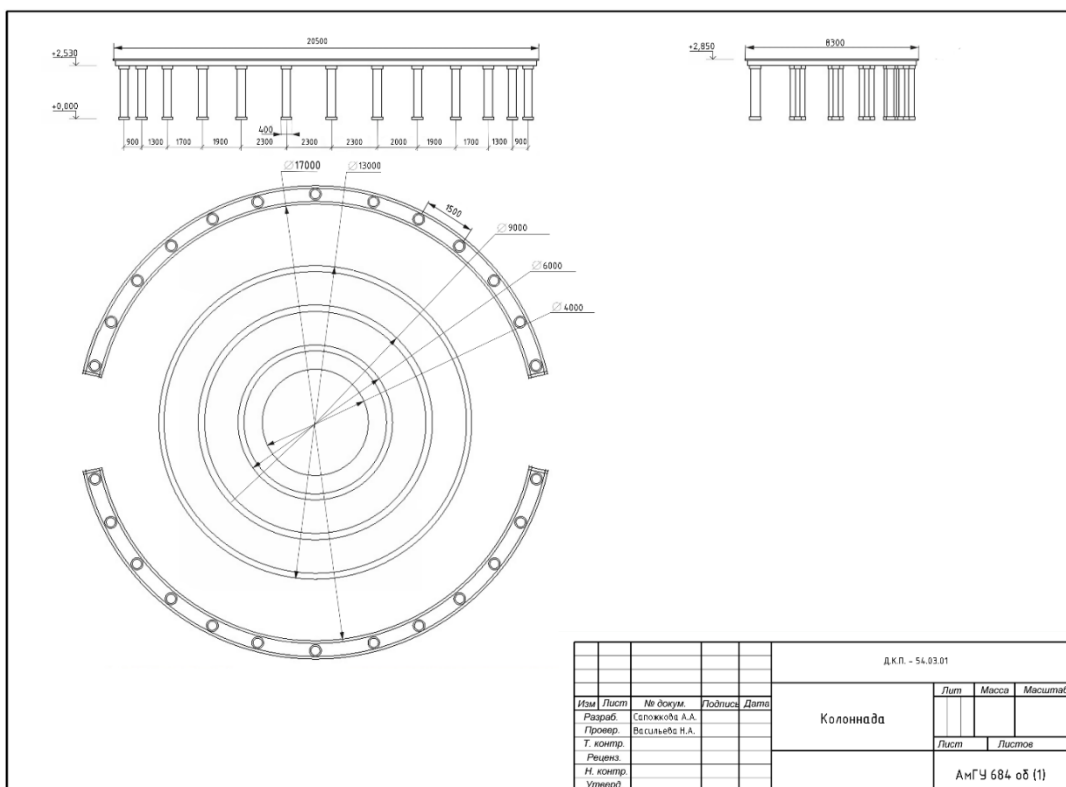 20500
+2,530
+0,000
400
900 1300 1700 1900 2300 2300 2300 2000 1900 1700 1300 900
8300
+2,850
∅17000
∅13000
1500
∅9000
∅6000
∅4000
Д.К.П. - 54.03.01
Изм Лист № докум. Подпись Дата
Разраб. Сапожкова А.А.
Провер. Васильева Н.А.
Т. контр.
Реценз.
Н. контр.
Утверд.
Колоннада
Лит Масса Масштаб
Лист Листов
АмГУ 684 об (1)